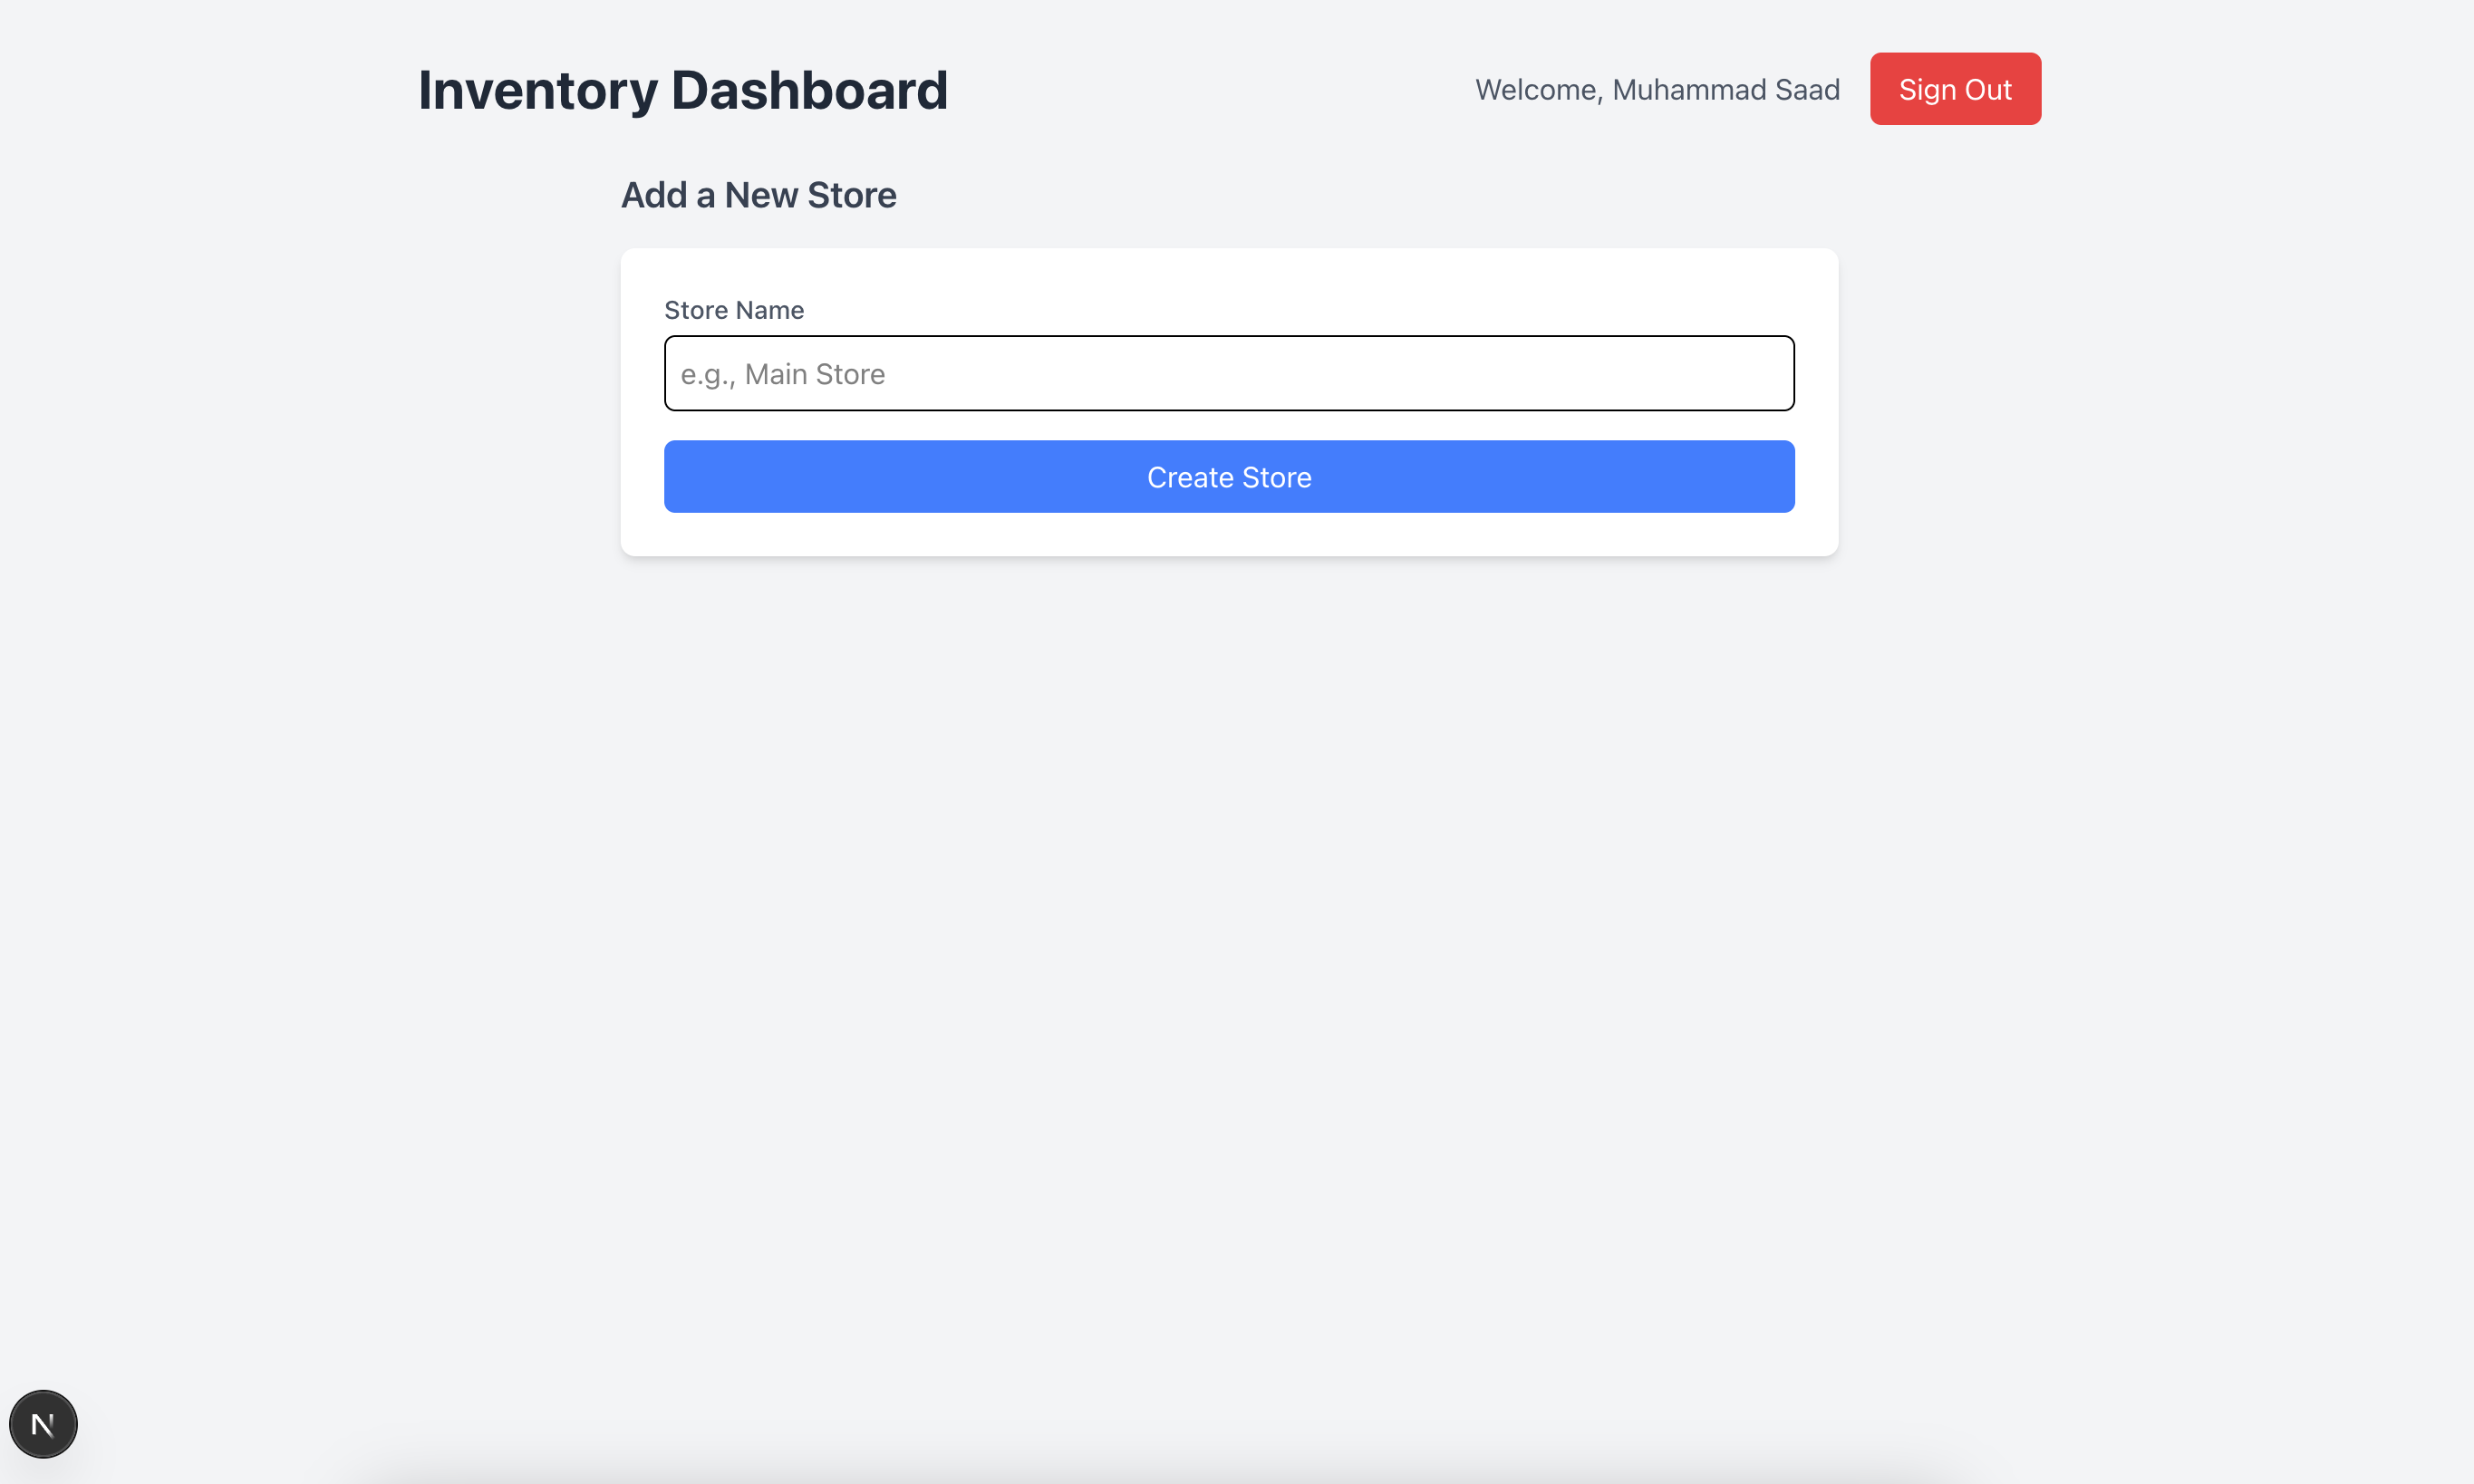 Inventory Dashboard
Welcome, Muhammad Saad
Sign Out
Add a New Store
Store Name
e.g., Main Store
Create Store
N